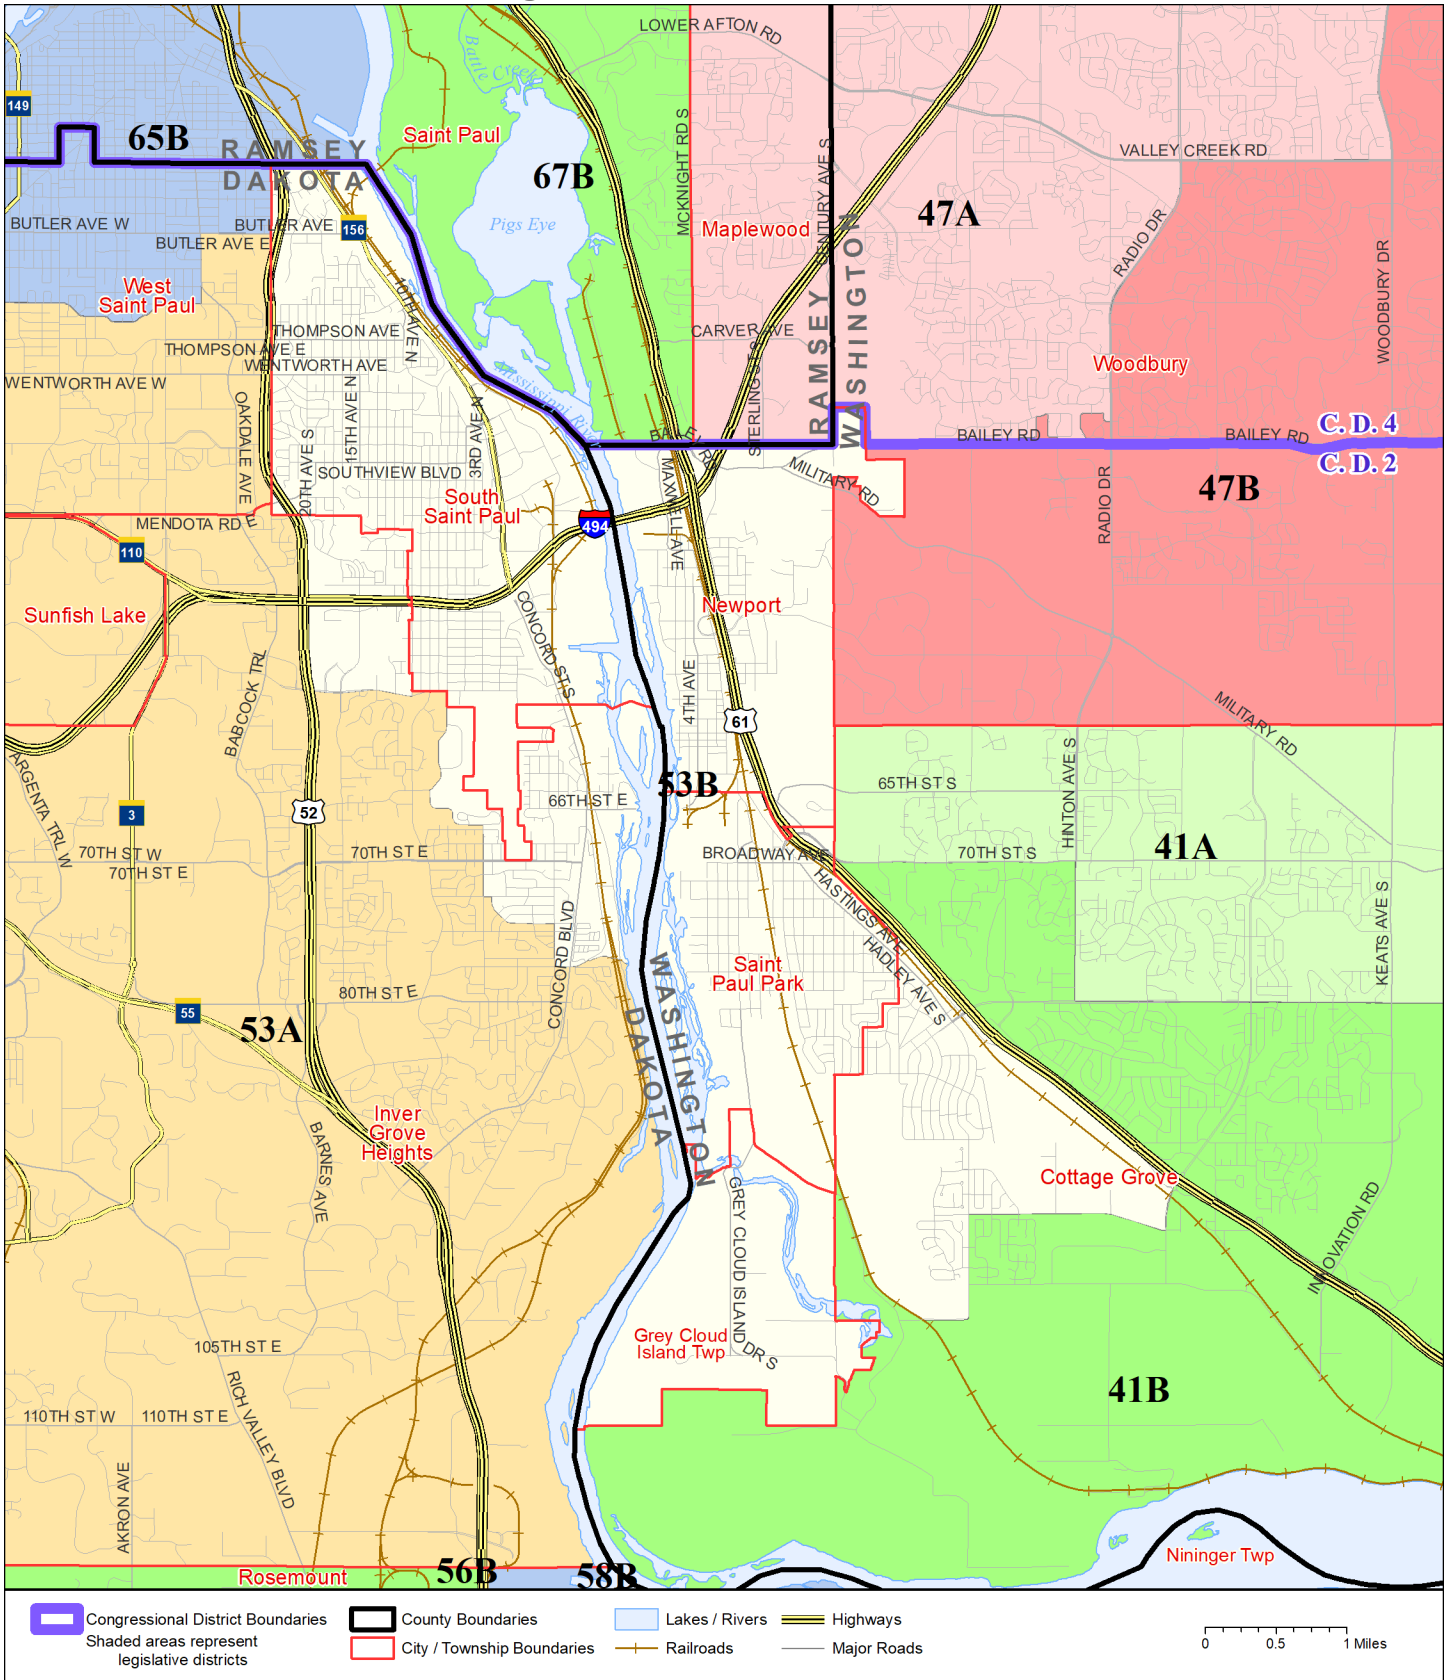 LOWER AFTON RD
Battle Creek
149
Saint Paul
65B
RAMSEY
DAKOTA
67B
MCKNIGHT RD S
CENTURY AVE S
VALLEY CREEK RD
47A
BUTLER AVE W
BUTLER AVE
BUTLER AVE E
156
Pigs Eye
Maplewood
RADIO DR
WOODBURY DR
West
Saint Paul
10TH AVE N
RAMSEY
WASHINGTON
THOMPSON AVE
THOMPSON AVE E
WENTWORTH AVE
WENTWORTH AVE W
CARVER AVE
STERLING ST S
Woodbury
Mississippi River
OAKDALE AVE
15TH AVE N
3RD AVE N
20TH AVE S
SOUTHVIEW BLVD
BAILEY RD
BAILEY RD
BAILEY RD
C. D. 4
C. D. 2
MILITARY RD
MAXWELL AVE
RADIO DR
47B
South
Saint Paul
494
MENDOTA RD E
110
Sunfish Lake
CONCORD ST S
Newport
BABCOCK TRL
4TH AVE
61
MILITARY RD
ARGENTA TRL W
3
52
53B
66TH ST E
65TH ST S
HINTON AVE S
41A
70TH ST W
70TH ST E
70TH ST E
BROADWAY AVE
70TH ST S
HASTINGS AVE
HADLEY AVE S
KEATS AVE S
CONCORD BLVD
80TH ST E
55
53A
WASHINGTON
DAKOTA
Saint
Paul Park
Inver
Grove
Heights
BARNES AVE
GREY CLOUD ISLAND DR S
Cottage Grove
INNOVATION RD
Grey Cloud
Island Twp
105TH ST E
RICH VALLEY BLVD
110TH ST W
110TH ST E
AKRON AVE
41B
Nininger Twp
Rosemount
56B
58B
Congressional District Boundaries
Shaded areas represent
legislative districts
County Boundaries
City / Township Boundaries
Lakes / Rivers
Railroads
Highways
Major Roads
0 0.5 1 Miles